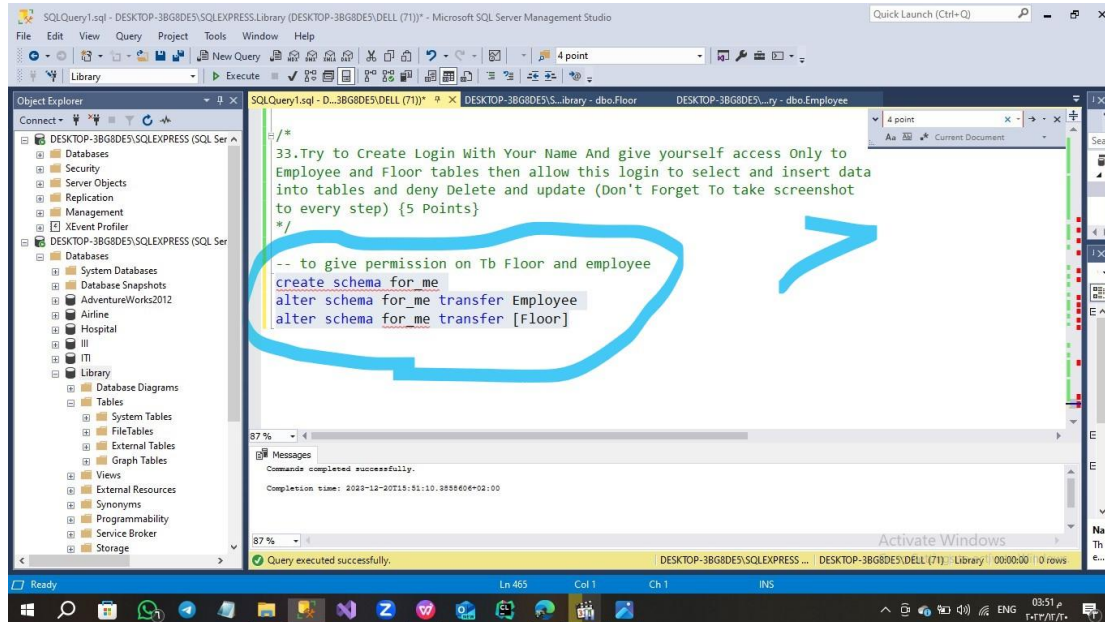 SQLQuery1.sql - DESKTOP-3BG8DE5\SQLEXPRESS.Library (DESKTOP-3BG8DE5\DELL (71))* - Microsoft SQL Server Management Studio
Quick Launch (Ctrl+Q)
File Edit View Query Project Tools Window Help
New Query
4 point
Library
Execute
Object Explorer
SQLQuery1.sql - D...3BG8DE5\DELL (71))*
DESKTOP-3BG8DE5\S...ibrary - dbo.Floor
DESKTOP-3BG8DE5\...ry - dbo.Employee
Connect
4 point
Aa
Current Document
DESKTOP-3BG8DE5\SQLEXPRESS (SQL Ser
Databases
Security
Server Objects
Replication
Management
XEvent Profiler
DESKTOP-3BG8DE5\SQLEXPRESS (SQL Ser
Databases
System Databases
Database Snapshots
AdventureWorks2012
Airline
Hospital
III
ITI
Library
Database Diagrams
Tables
System Tables
FileTables
External Tables
Graph Tables
Views
External Resources
Synonyms
Programmability
Service Broker
Storage
/*
33.Try to Create Login With Your Name And give yourself access Only to
Employee and Floor tables then allow this login to select and insert data
into tables and deny Delete and update (Don't Forget To take screenshot
to every step) {5 Points}
*/
-- to give permission on Tb Floor and employee
create schema for_me
alter schema for_me transfer Employee
alter schema for_me transfer [Floor]
87 %
Messages
Commands completed successfully.
Completion time: 2023-12-20T15:51:10.3858606+02:00
87 %
Activate Windows
Query executed successfully.
DESKTOP-3BG8DE5\SQLEXPRESS ...
DESKTOP-3BG8DE5\DELL (71)
Library
00:00:00
0 rows
Sea
Na
Th
e...
Ready
Ln 465
Col 1
Ch 1
INS
ENG
03:51 م
٢٠٢٣/١٢/٢٠